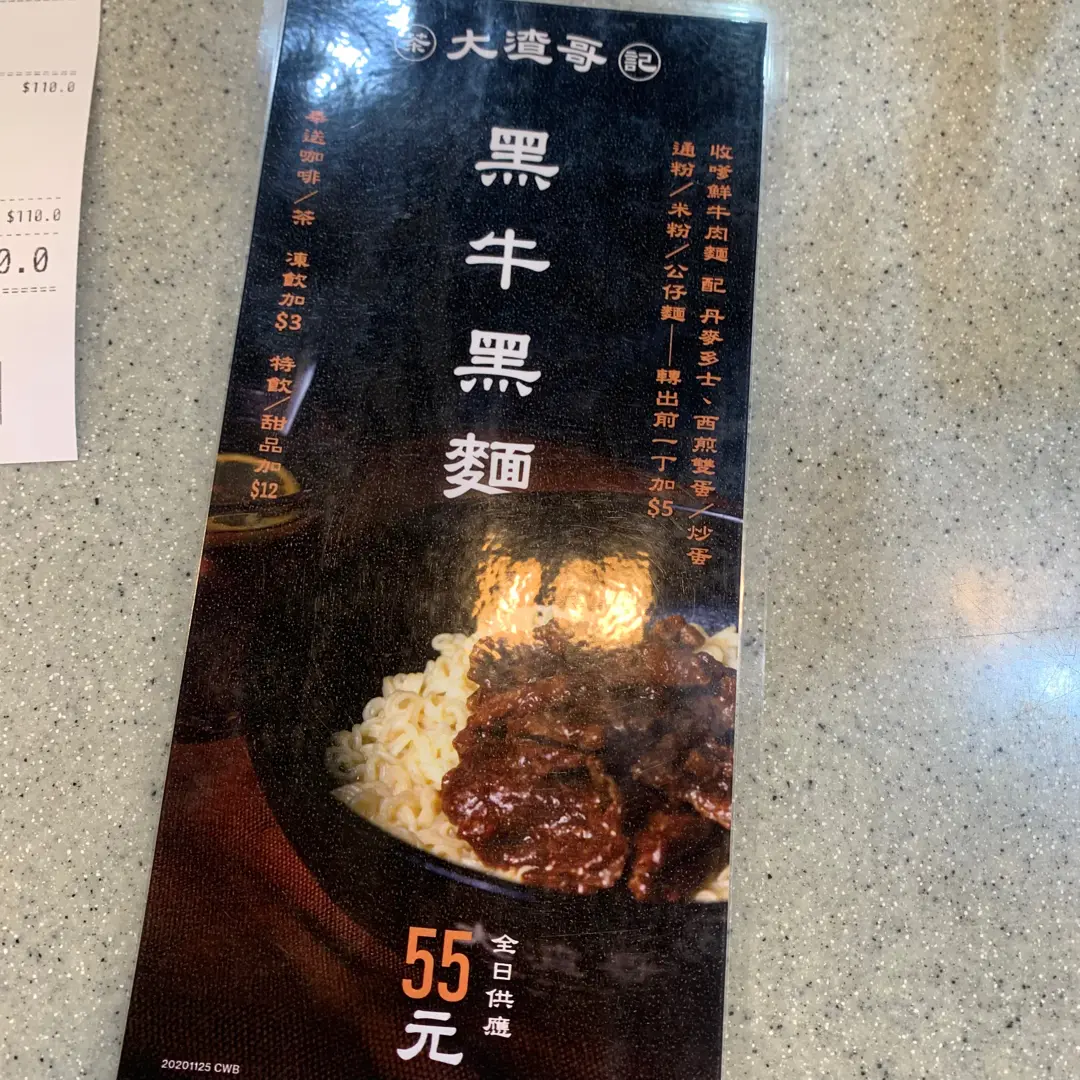 $110.0
$110.0
0.0
茶 大渣哥 記
黑牛黑麵
收嗲鮮牛肉麵 配 丹麥多士、西煎雙蛋/炒蛋
通粉/米粉/公仔麵——轉出前一丁加$5
奉送咖啡/茶 凍飲加$3 特飲/甜品加$12
全日供應
55元
20201125 CWB